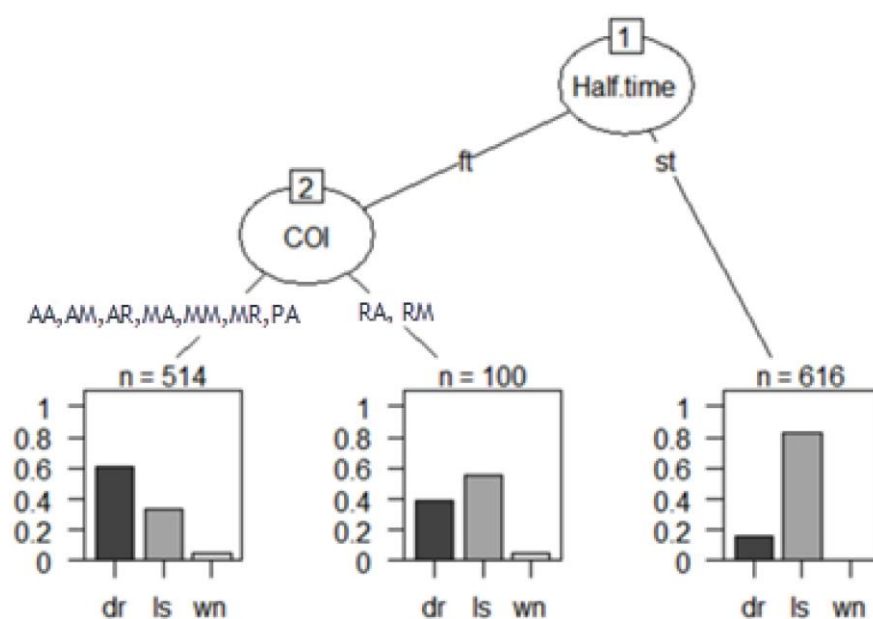 1
Half.time
ft
st
2
COI
AA,AM,AR,MA,MM,MR,PA
RA, RM
n = 514
n = 100
n = 616
1
0.8
0.6
0.4
0.2
0
dr ls wn
1
0.8
0.6
0.4
0.2
0
dr ls wn
1
0.8
0.6
0.4
0.2
0
dr ls wn